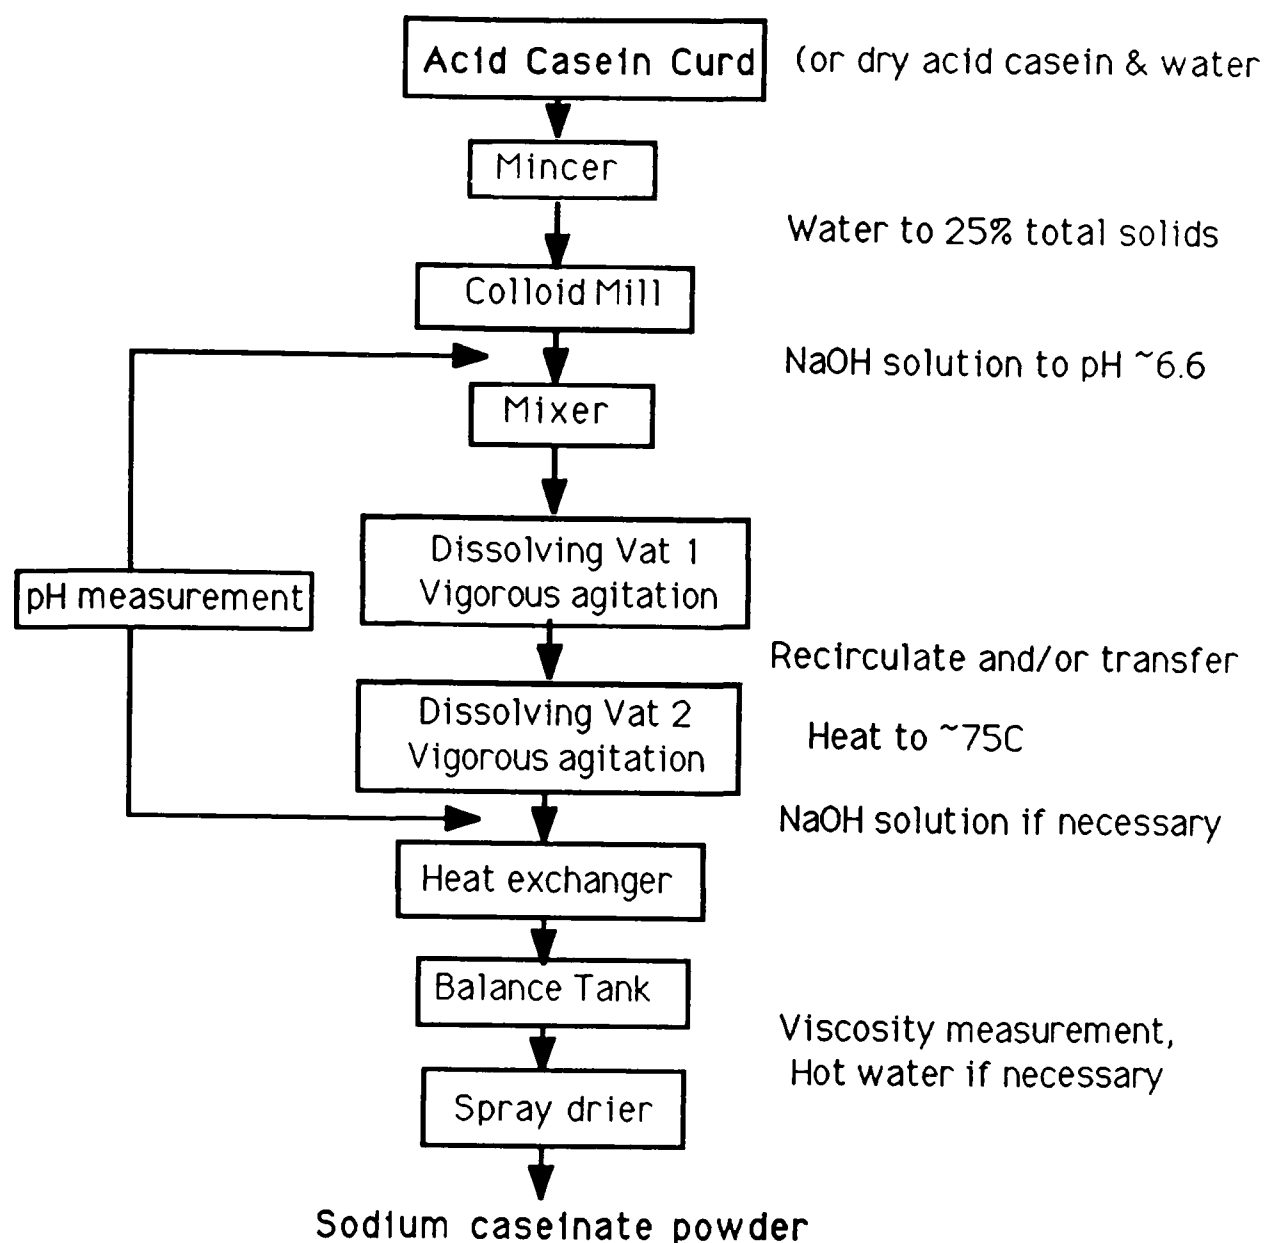 Acid Casein Curd (or dry acid casein & water
Mincer
Water to 25% total solids
Colloid Mill
NaOH solution to pH ~6.6
Mixer
Dissolving Vat 1
Vigorous agitation
pH measurement
Recirculate and/or transfer
Dissolving Vat 2
Vigorous agitation
Heat to ~75C
NaOH solution if necessary
Heat exchanger
Balance Tank
Viscosity measurement,
Hot water if necessary
Spray drier
Sodium caseinate powder